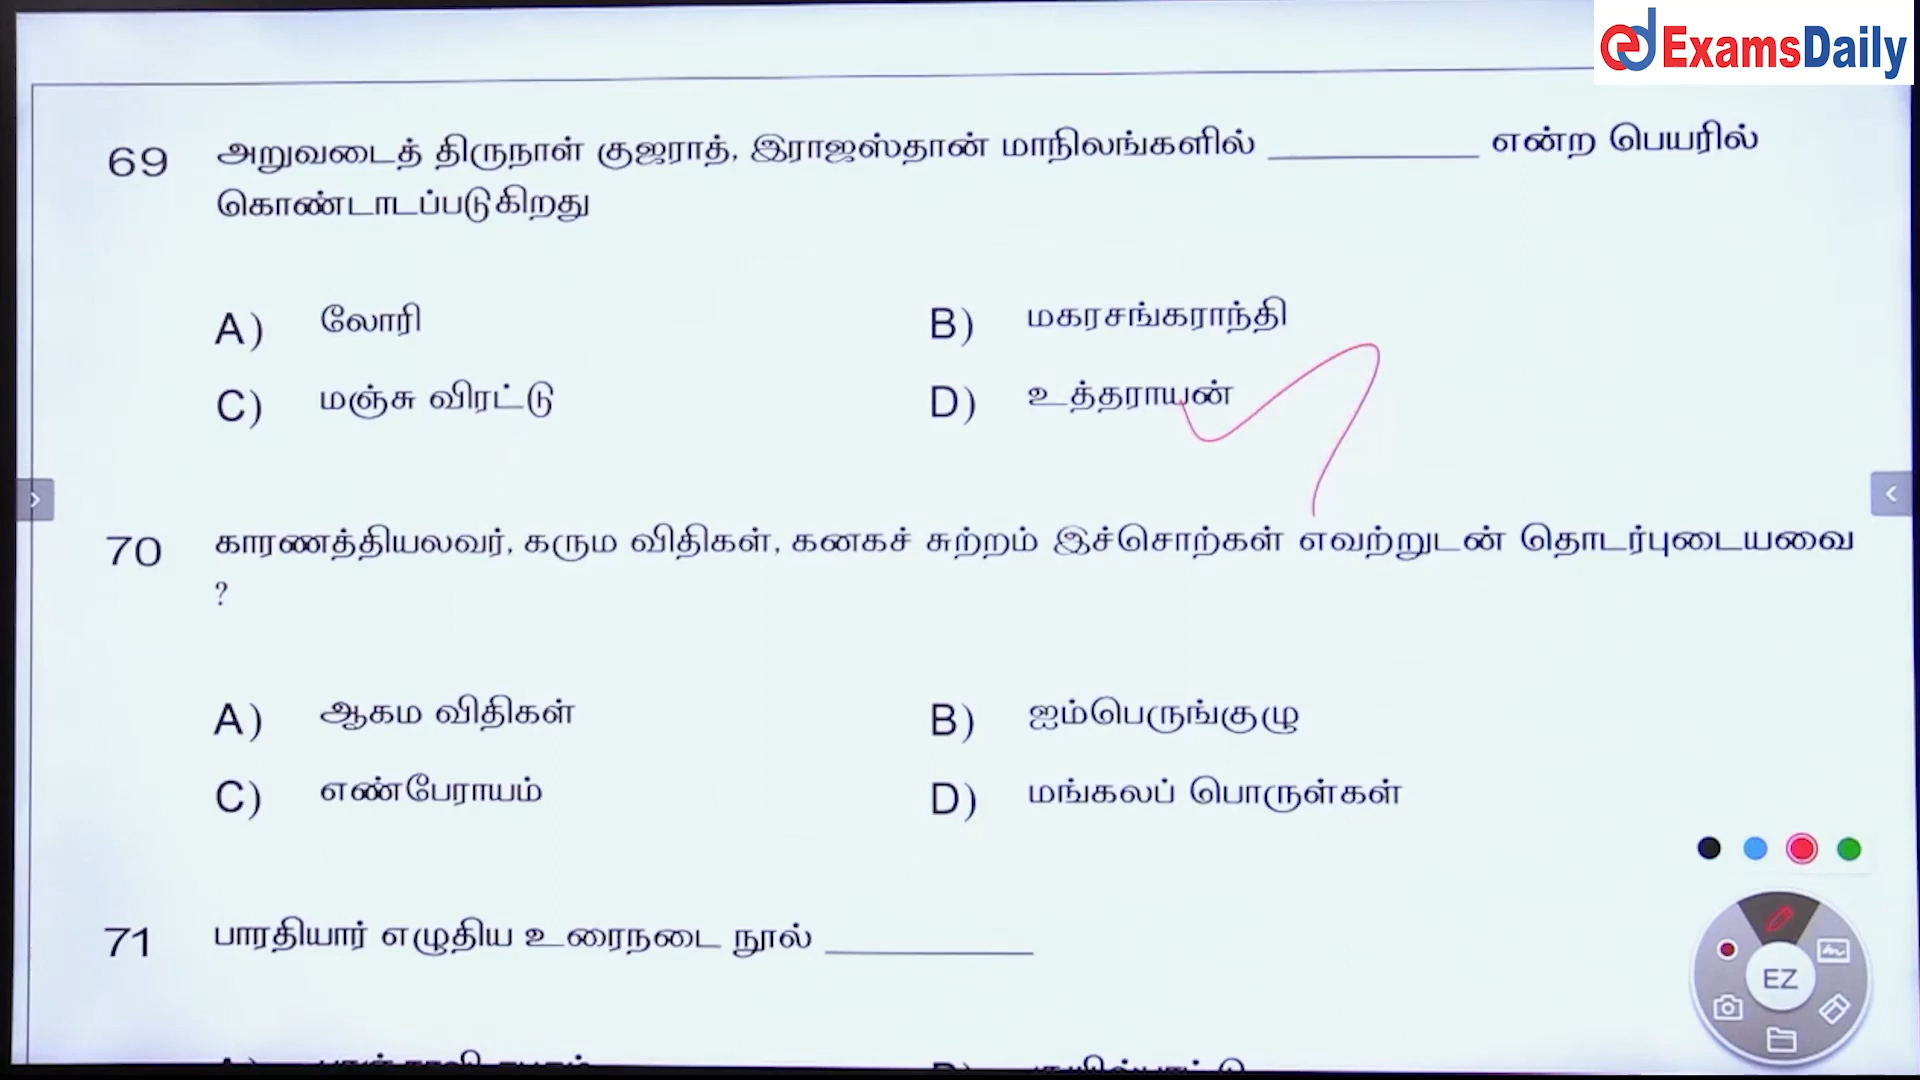 ExamsDaily
69 அறுவடைத் திருநாள் குஜராத், இராஜஸ்தான் மாநிலங்களில் __________ என்ற பெயரில்
கொண்டாடப்படுகிறது
A) லோரி
B) மகரசங்கராந்தி
C) மஞ்சு விரட்டு
D) உத்தராயன்
70 காரணத்தியலவர், கரும விதிகள், கனகச் சுற்றம் இச்சொற்கள் எவற்றுடன் தொடர்புடையவை
?
A) ஆகம விதிகள்
B) ஐம்பெருங்குழு
C) எண்பேராயம்
D) மங்கலப் பொருள்கள்
71 பாரதியார் எழுதிய உரைநடை நூல் __________
EZ